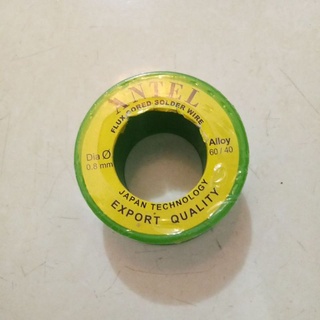 ANTEL
FLUX CORED SOLDER WIRE
Dia Ø
0.8 mm
Alloy
60 / 40
JAPAN TECHNOLOGY
EXPORT QUALITY